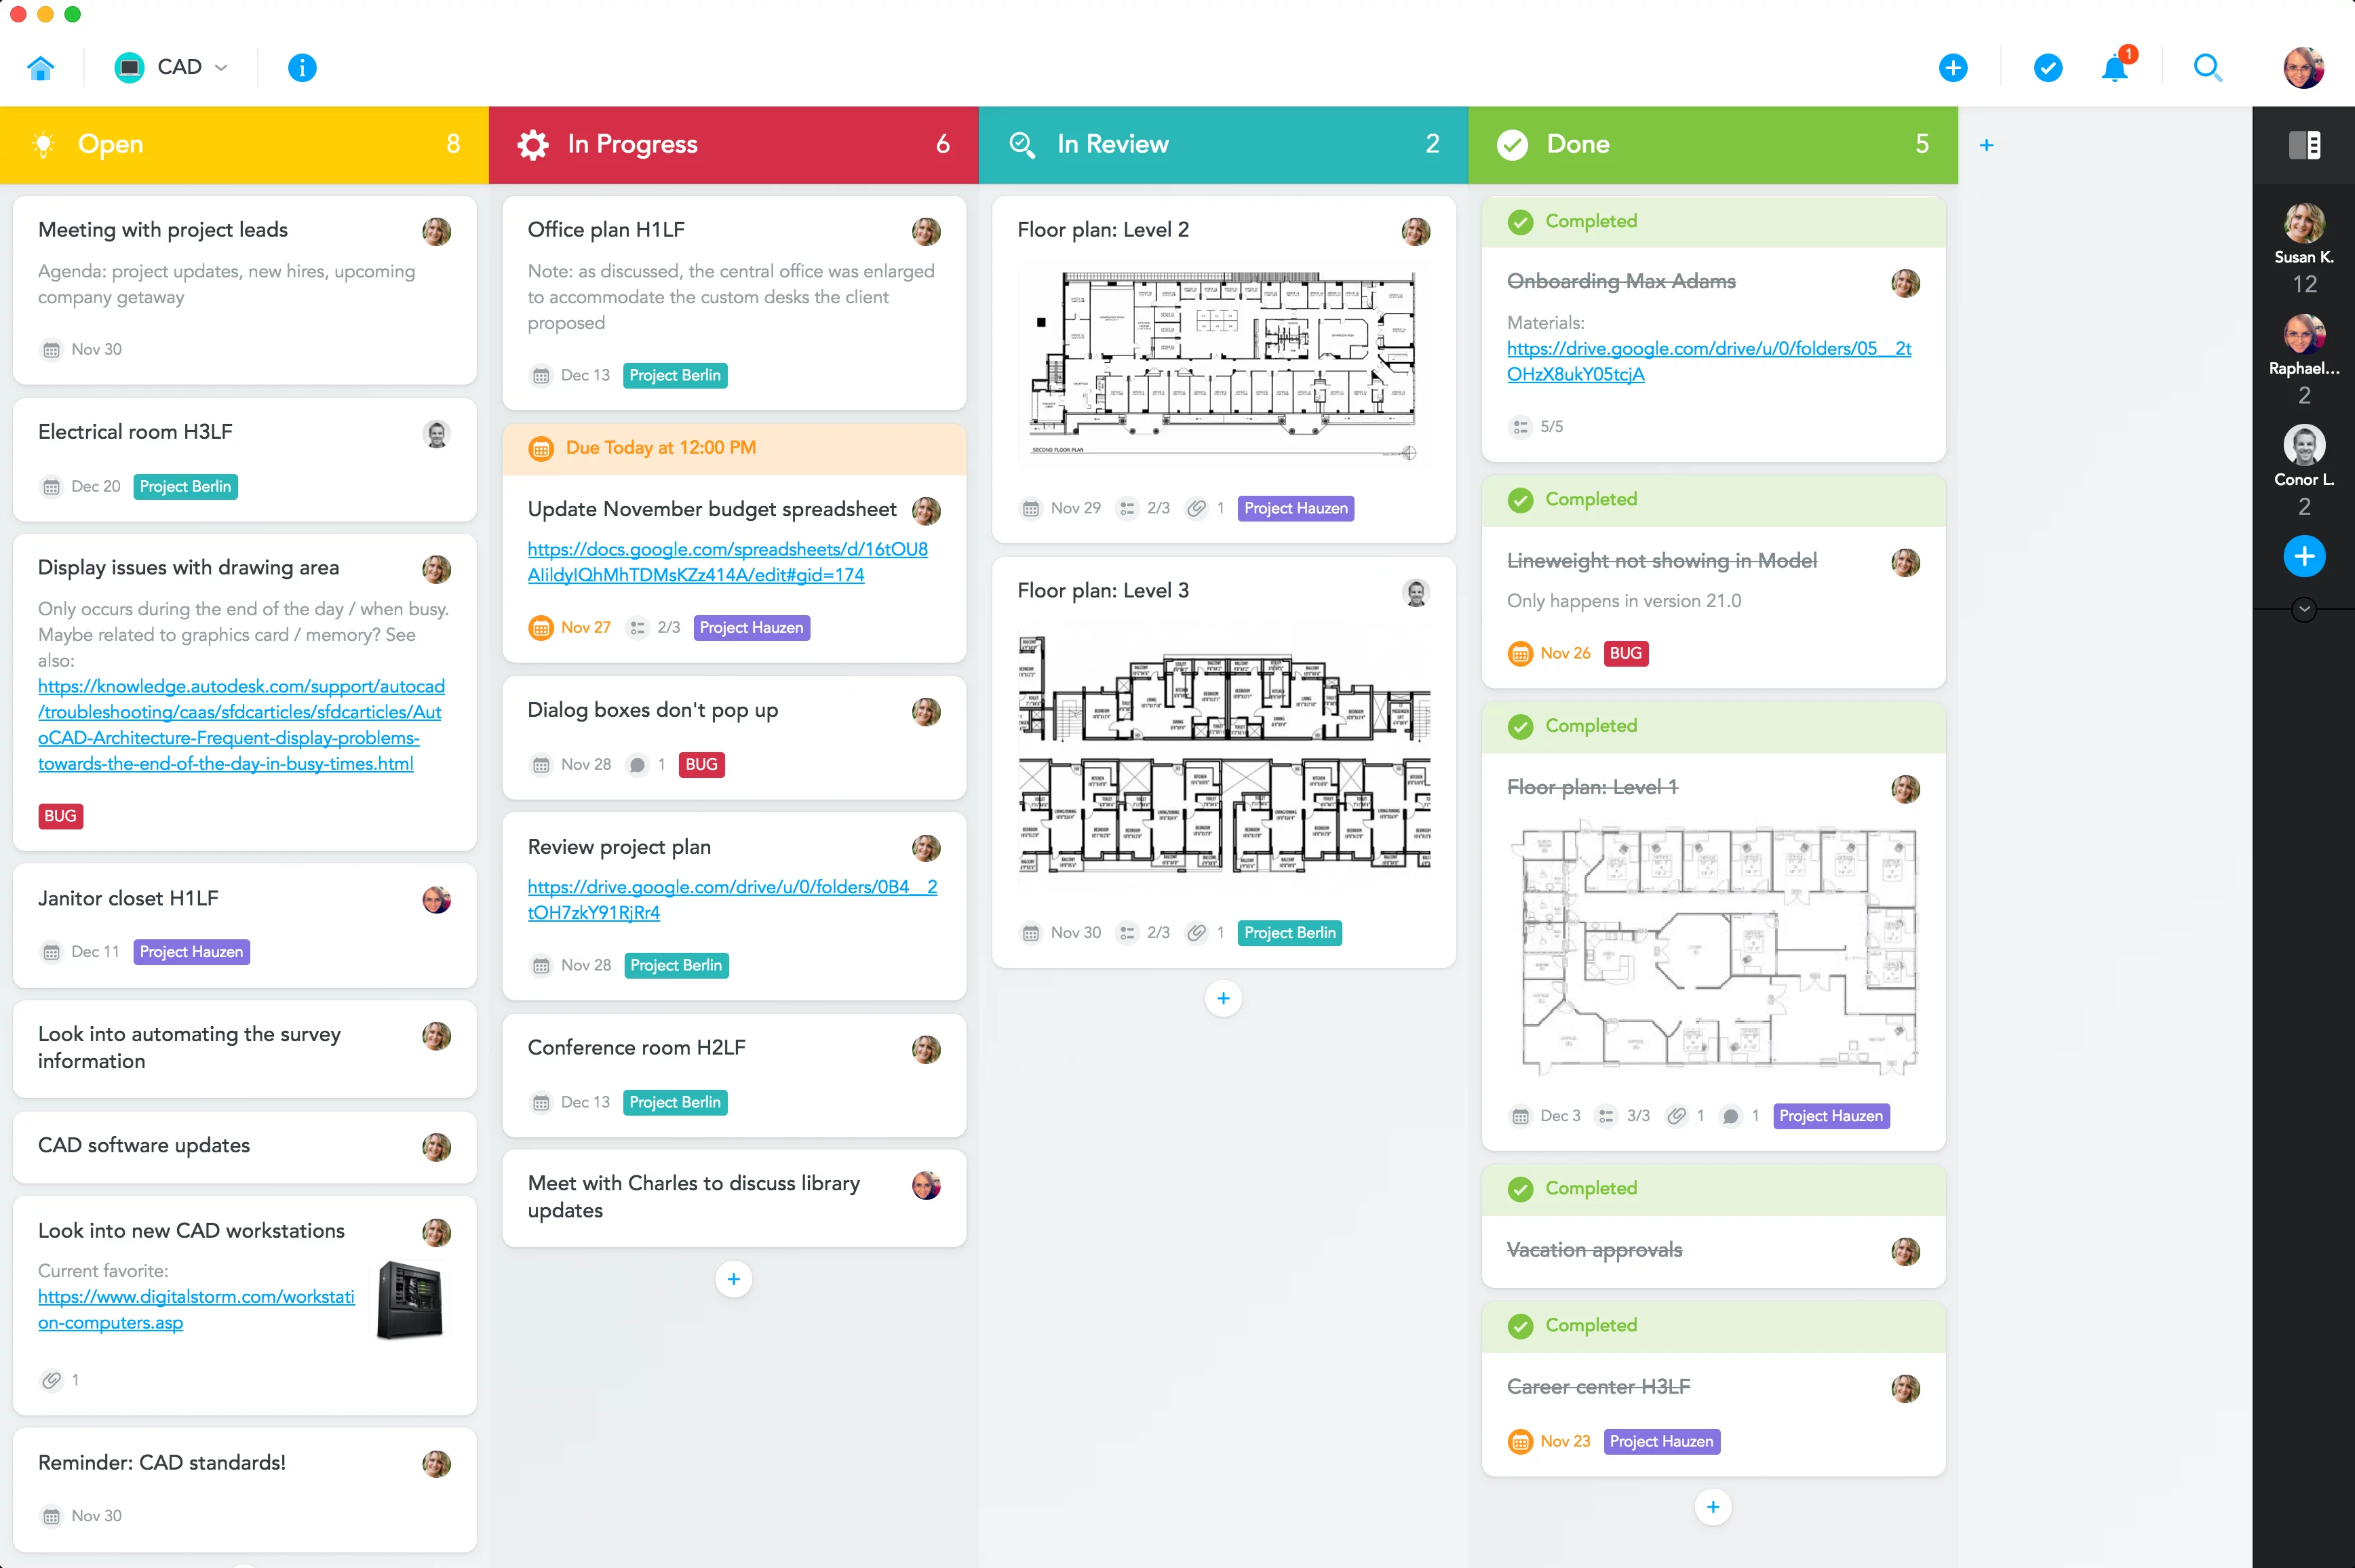 CAD
1
Open 8
In Progress 6
In Review 2
Done 5
Meeting with project leads
Agenda: project updates, new hires, upcoming
company getaway
Nov 30
Electrical room H3LF
Dec 20 Project Berlin
Display issues with drawing area
Only occurs during the end of the day / when busy.
Maybe related to graphics card / memory? See
also:
https://knowledge.autodesk.com/support/autocad
/troubleshooting/caas/sfdcarticles/sfdcarticles/Aut
oCAD-Architecture-Frequent-display-problems-
towards-the-end-of-the-day-in-busy-times.html
BUG
Janitor closet H1LF
Dec 11 Project Hauzen
Look into automating the survey
information
CAD software updates
Look into new CAD workstations
Current favorite:
https://www.digitalstorm.com/workstati
on-computers.asp
1
Reminder: CAD standards!
Nov 30
Office plan H1LF
Note: as discussed, the central office was enlarged
to accommodate the custom desks the client
proposed
Dec 13 Project Berlin
Due Today at 12:00 PM
Update November budget spreadsheet
https://docs.google.com/spreadsheets/d/16tOU8
AlildyIQhMhTDMsKZz414A/edit#gid=174
Nov 27 2/3 Project Hauzen
Dialog boxes don't pop up
Nov 28 1 BUG
Review project plan
https://drive.google.com/drive/u/0/folders/0B4__2
tOH7zkY91RjRr4
Nov 28 Project Berlin
Conference room H2LF
Dec 13 Project Berlin
Meet with Charles to discuss library
updates
Floor plan: Level 2
SECOND FLOOR PLAN
Nov 29 2/3 1 Project Hauzen
Floor plan: Level 3
Nov 30 2/3 1 Project Berlin
Completed
Onboarding Max Adams
Materials:
https://drive.google.com/drive/u/0/folders/05__2t
OHzX8ukY05tcjA
5/5
Completed
Lineweight not showing in Model
Only happens in version 21.0
Nov 26 BUG
Completed
Floor plan: Level 1
Dec 3 3/3 1 1 Project Hauzen
Completed
Vacation approvals
Completed
Career center H3LF
Nov 23 Project Hauzen
Susan K.
12
Raphael...
2
Conor L.
2